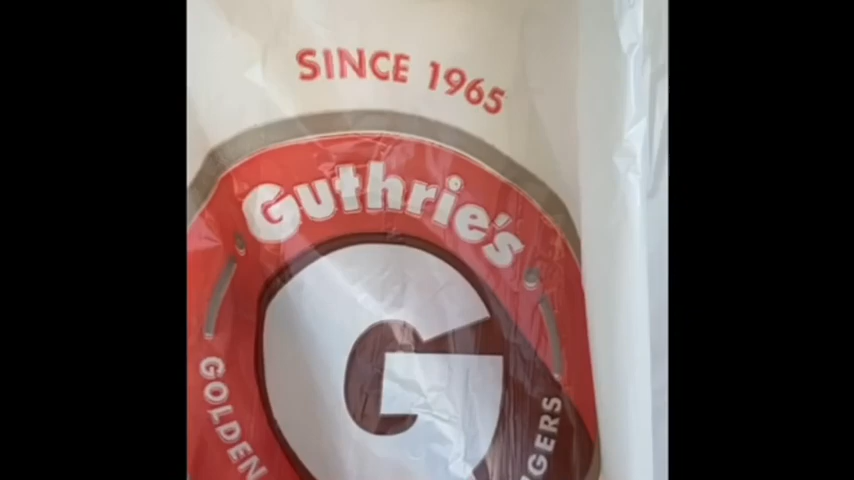 SINCE 1965
Guthrie's
G
GOLDEN
GERS